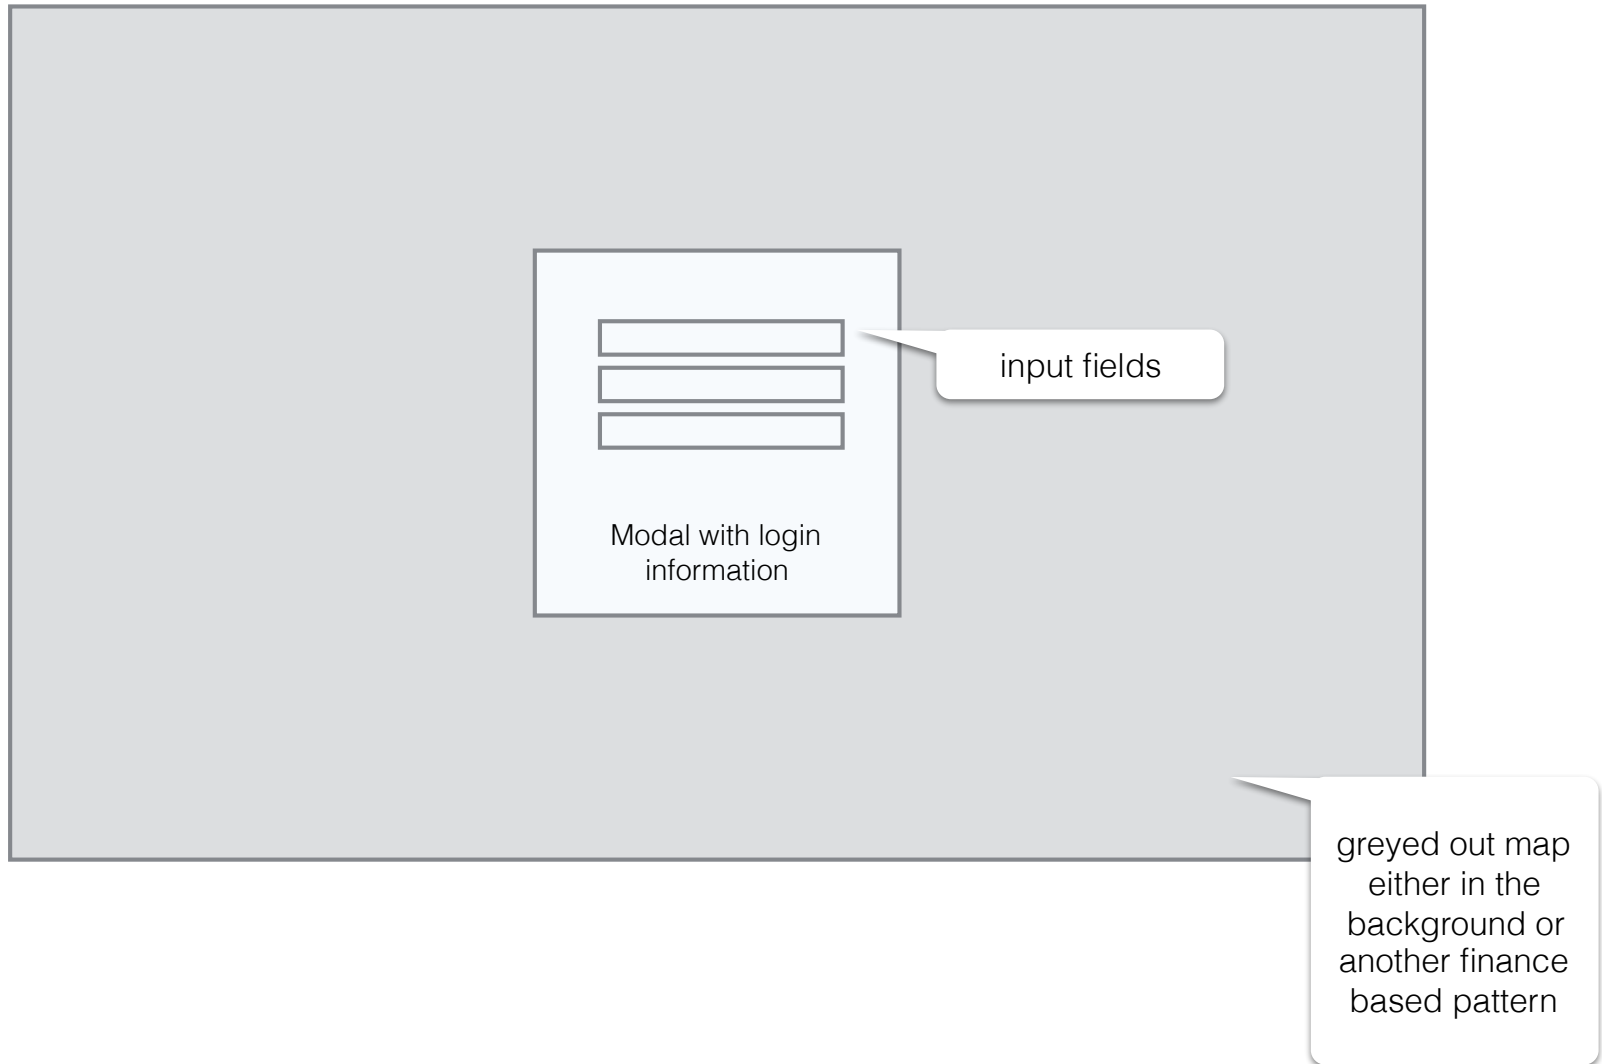 input fields
Modal with login
information
greyed out map
either in the
background or
another finance
based pattern